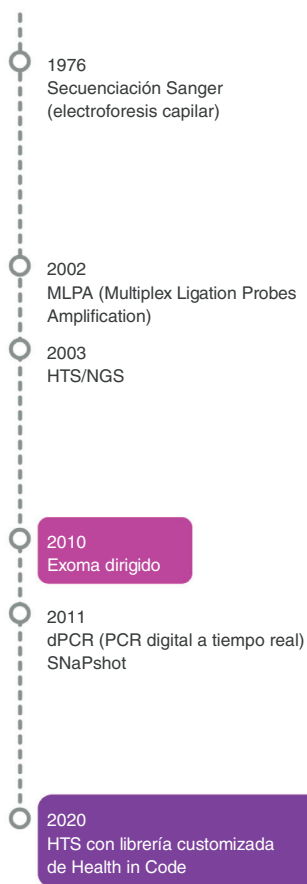 1976
Secuenciación Sanger
(electroforesis capilar)
2002
MLPA (Multiplex Ligation Probes
Amplification)
2003
HTS/NGS
2010
Exoma dirigido
2011
dPCR (PCR digital a tiempo real)
SNaPshot
2020
HTS con librería customizada
de Health in Code